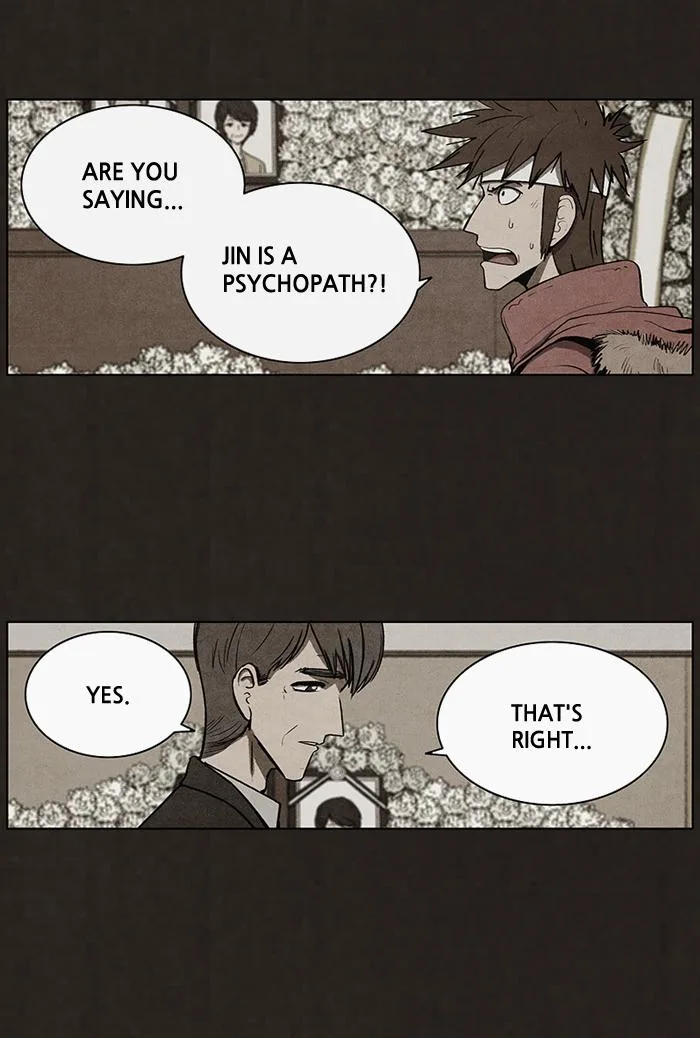 ARE YOU
SAYING...
JIN IS A
PSYCHOPATH?!
YES.
THAT'S
RIGHT...